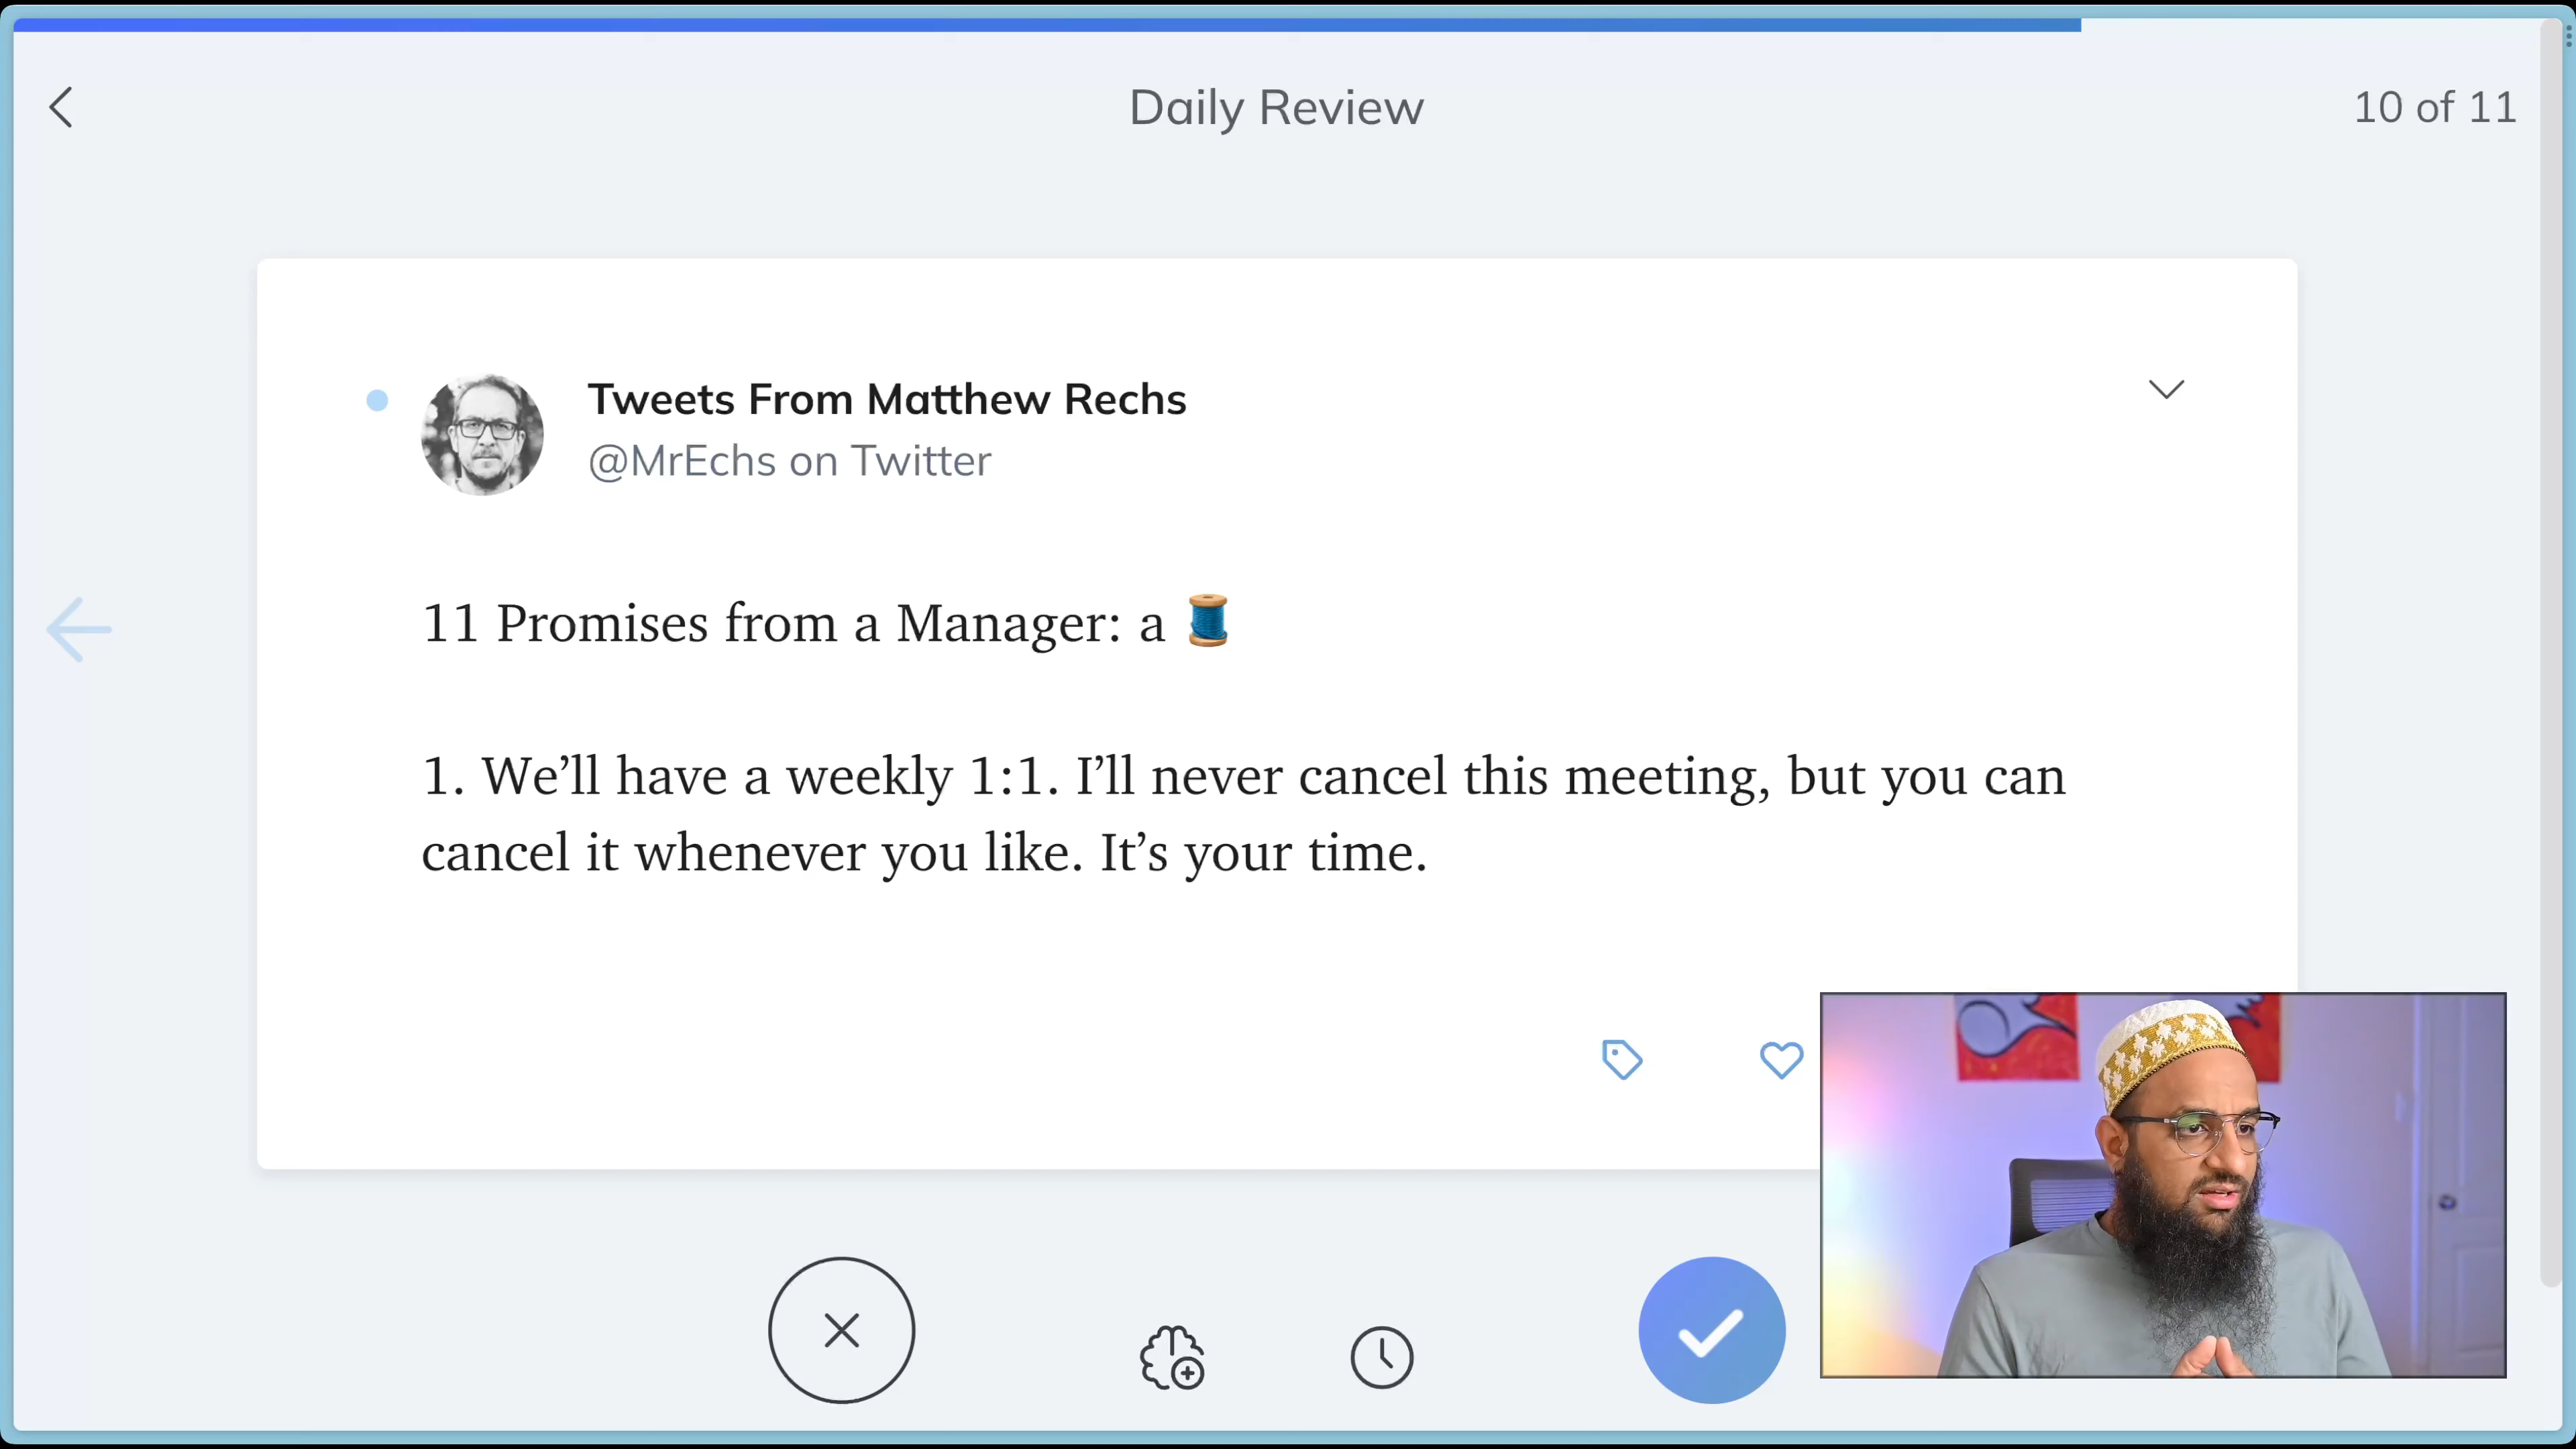 Daily Review
10 of 11
Tweets From Matthew Rechs
@MrEchs on Twitter
11 Promises from a Manager: a 🧵
1. We’ll have a weekly 1:1. I’ll never cancel this meeting, but you can
cancel it whenever you like. It’s your time.